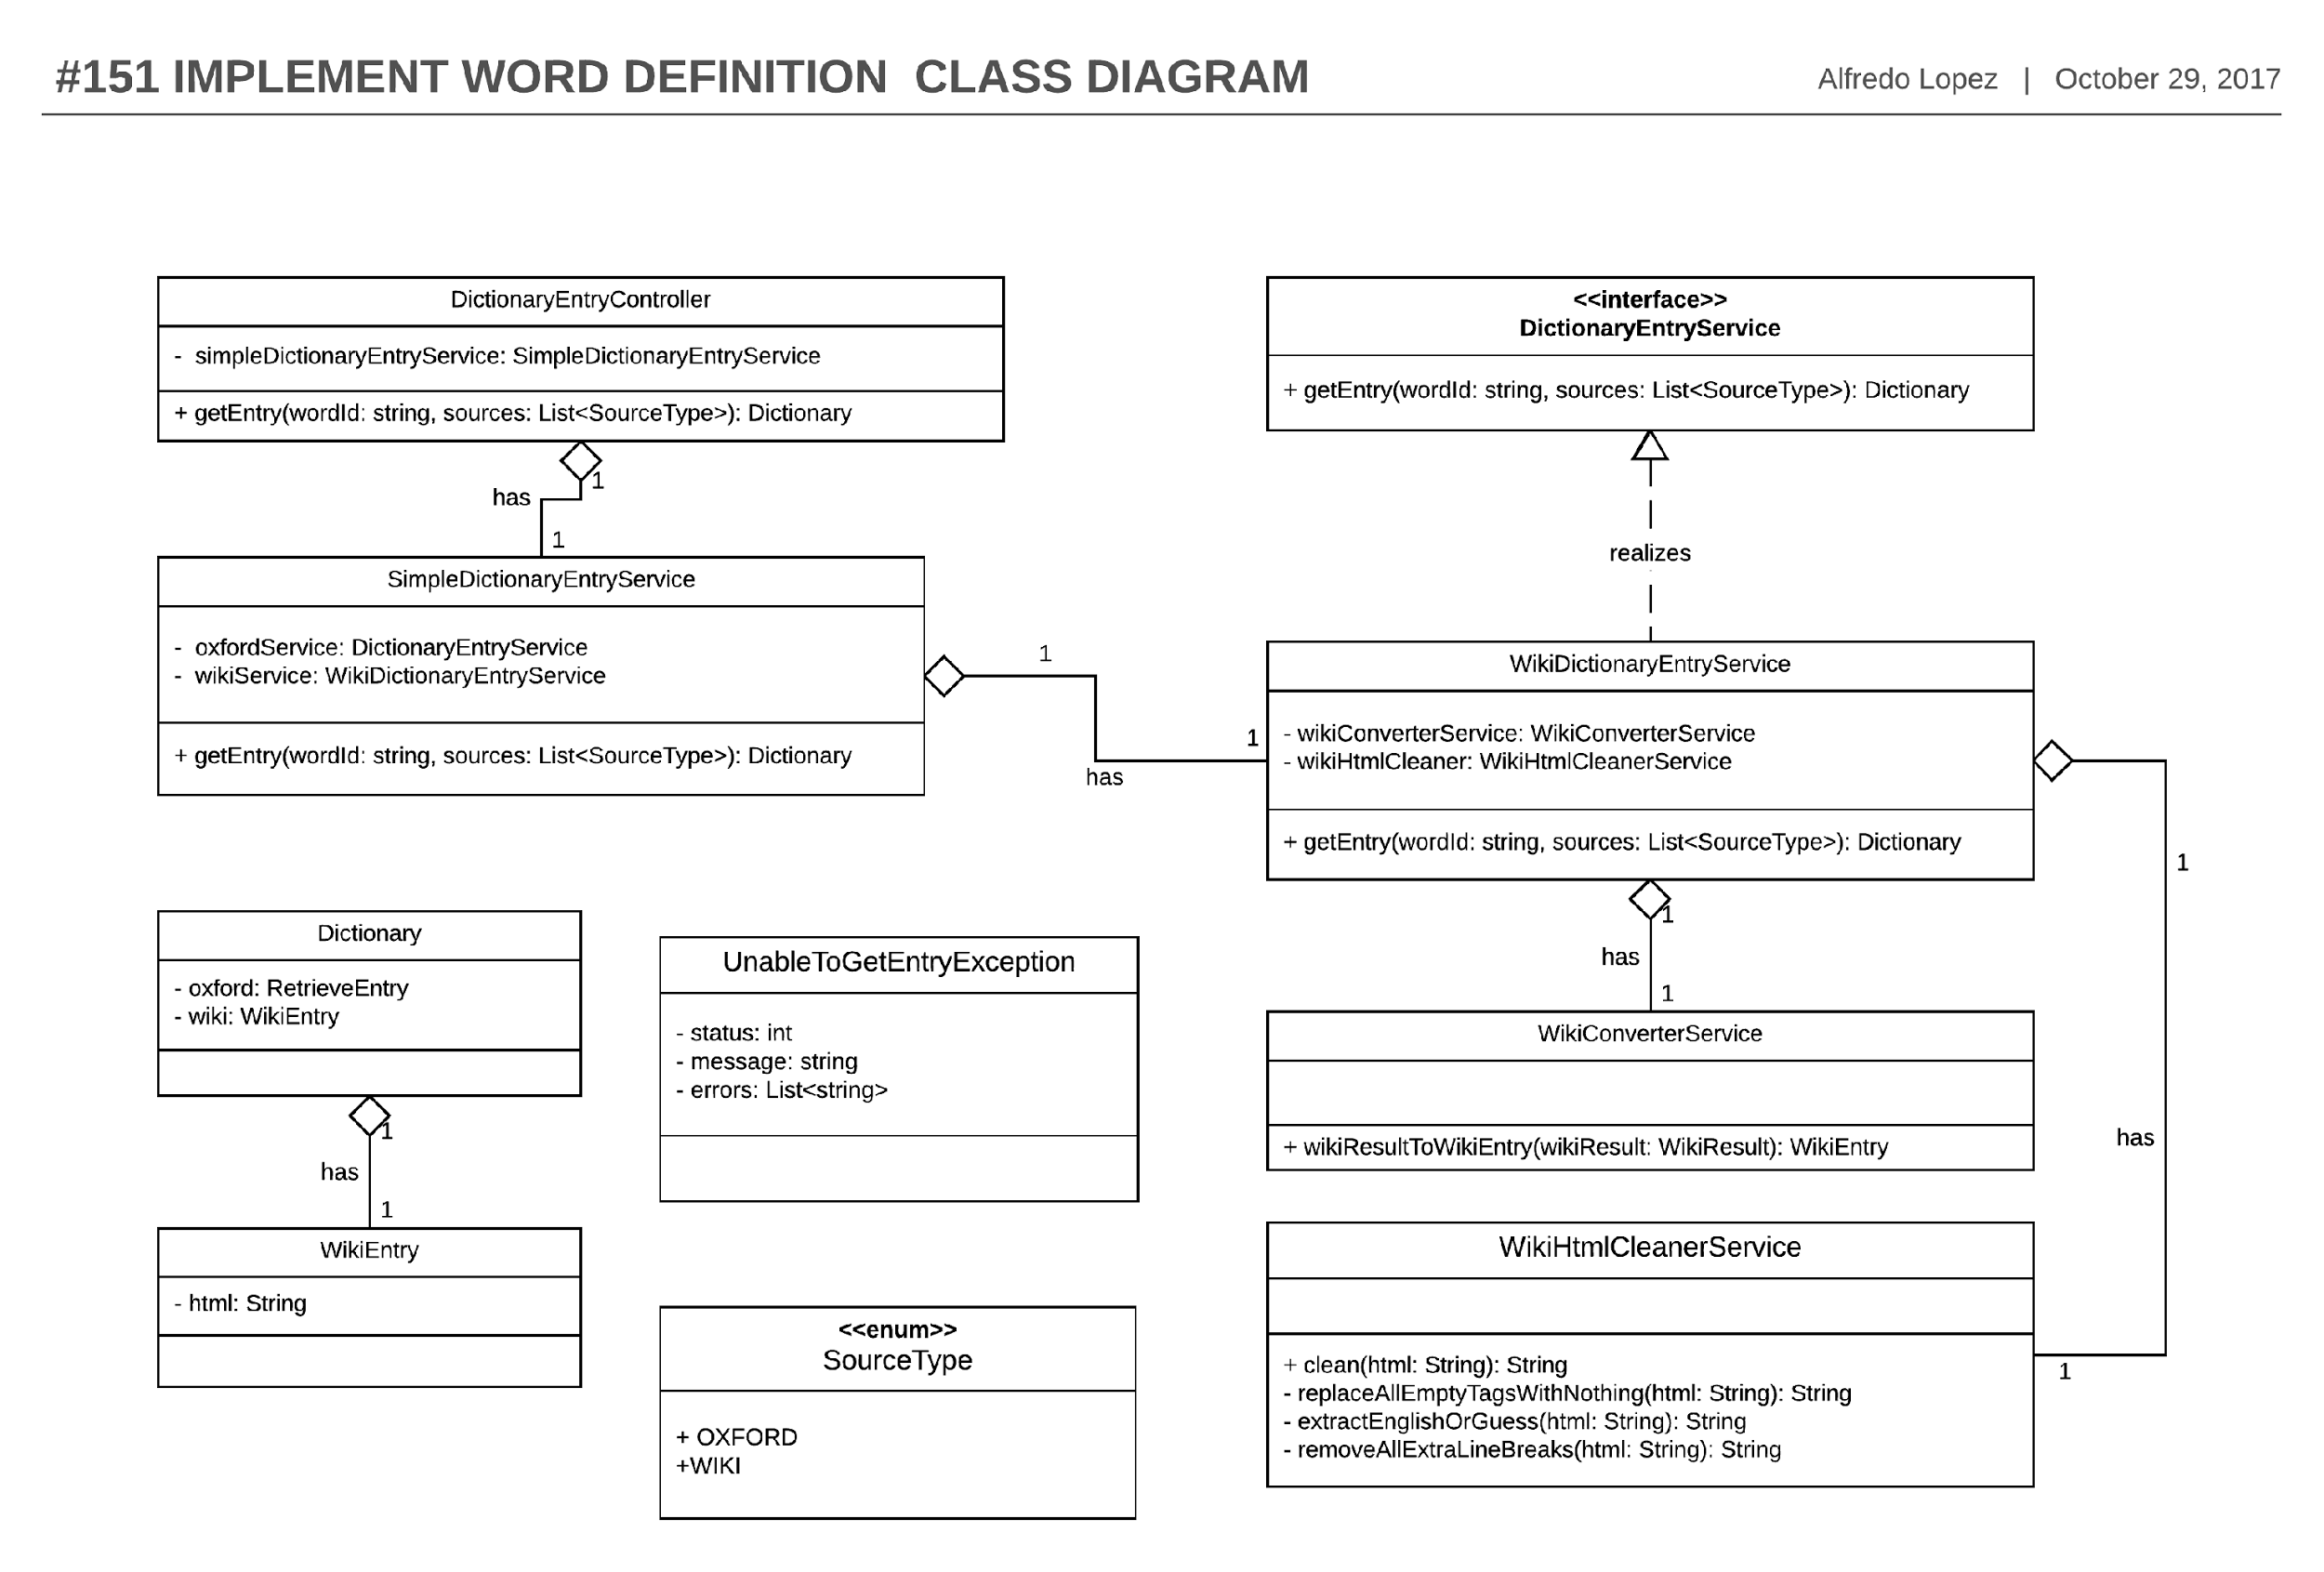 #151 IMPLEMENT WORD DEFINITION  CLASS DIAGRAM
Alfredo Lopez | October 29, 2017
DictionaryEntryController
- simpleDictionaryEntryService: SimpleDictionaryEntryService
+ getEntry(wordId: string, sources: List<SourceType>): Dictionary
1
has
1
SimpleDictionaryEntryService
- oxfordService: DictionaryEntryService
- wikiService: WikiDictionaryEntryService
+ getEntry(wordId: string, sources: List<SourceType>): Dictionary
1
1
has
<<interface>>
DictionaryEntryService
+ getEntry(wordId: string, sources: List<SourceType>): Dictionary
realizes
WikiDictionaryEntryService
- wikiConverterService: WikiConverterService
- wikiHtmlCleaner: WikiHtmlCleanerService
+ getEntry(wordId: string, sources: List<SourceType>): Dictionary
1
has
1
1
has
1
WikiConverterService
+ wikiResultToWikiEntry(wikiResult: WikiResult): WikiEntry
WikiHtmlCleanerService
+ clean(html: String): String
- replaceAllEmptyTagsWithNothing(html: String): String
- extractEnglishOrGuess(html: String): String
- removeAllExtraLineBreaks(html: String): String
Dictionary
- oxford: RetrieveEntry
- wiki: WikiEntry
1
has
1
WikiEntry
- html: String
UnableToGetEntryException
- status: int
- message: string
- errors: List<string>
<<enum>>
SourceType
+ OXFORD
+WIKI